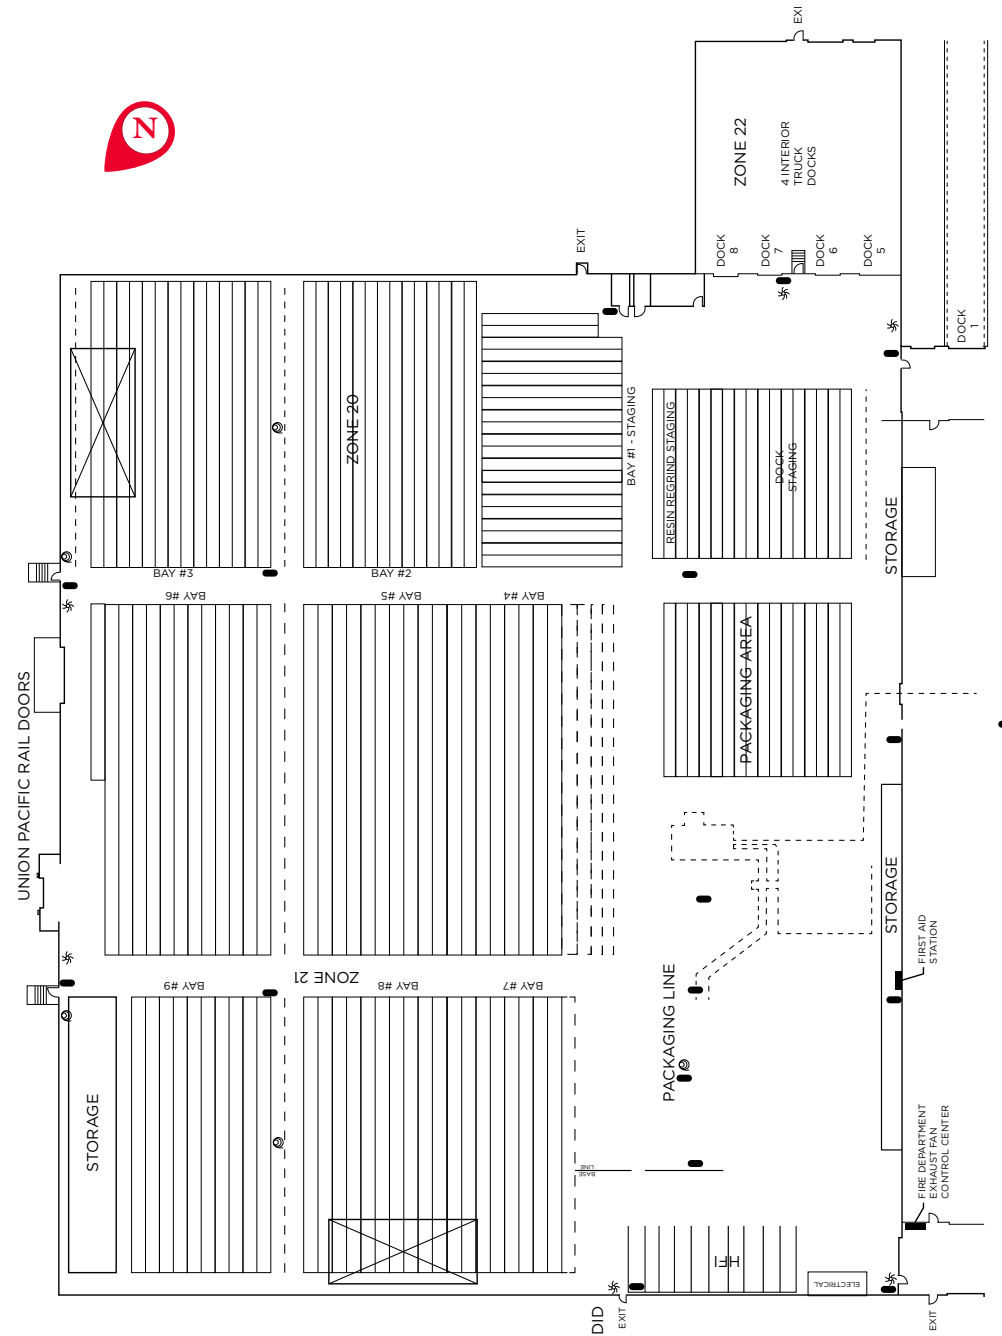 EXI
N
ZONE 22
4 INTERIOR
TRUCK
DOCKS
EXIT
DOCK
8
DOCK
7
DOCK
6
DOCK
5
DOCK
1
ZONE 20
BAY #1 - STAGING
RESIN REGRIND STAGING
DOCK
STAGING
STORAGE
BAY #3
BAY #2
BAY #6
BAY #5
BAY #4
UNION PACIFIC RAIL DOORS
PACKAGING AREA
STORAGE
FIRST AID
STATION
ZONE 21
BAY #9
BAY #8
BAY #7
PACKAGING LINE
STORAGE
BASE
LINE
FIRE DEPARTMENT
EXHAUST FAN
CONTROL CENTER
HFI
ELECTRICAL
DID
EXIT
EXIT